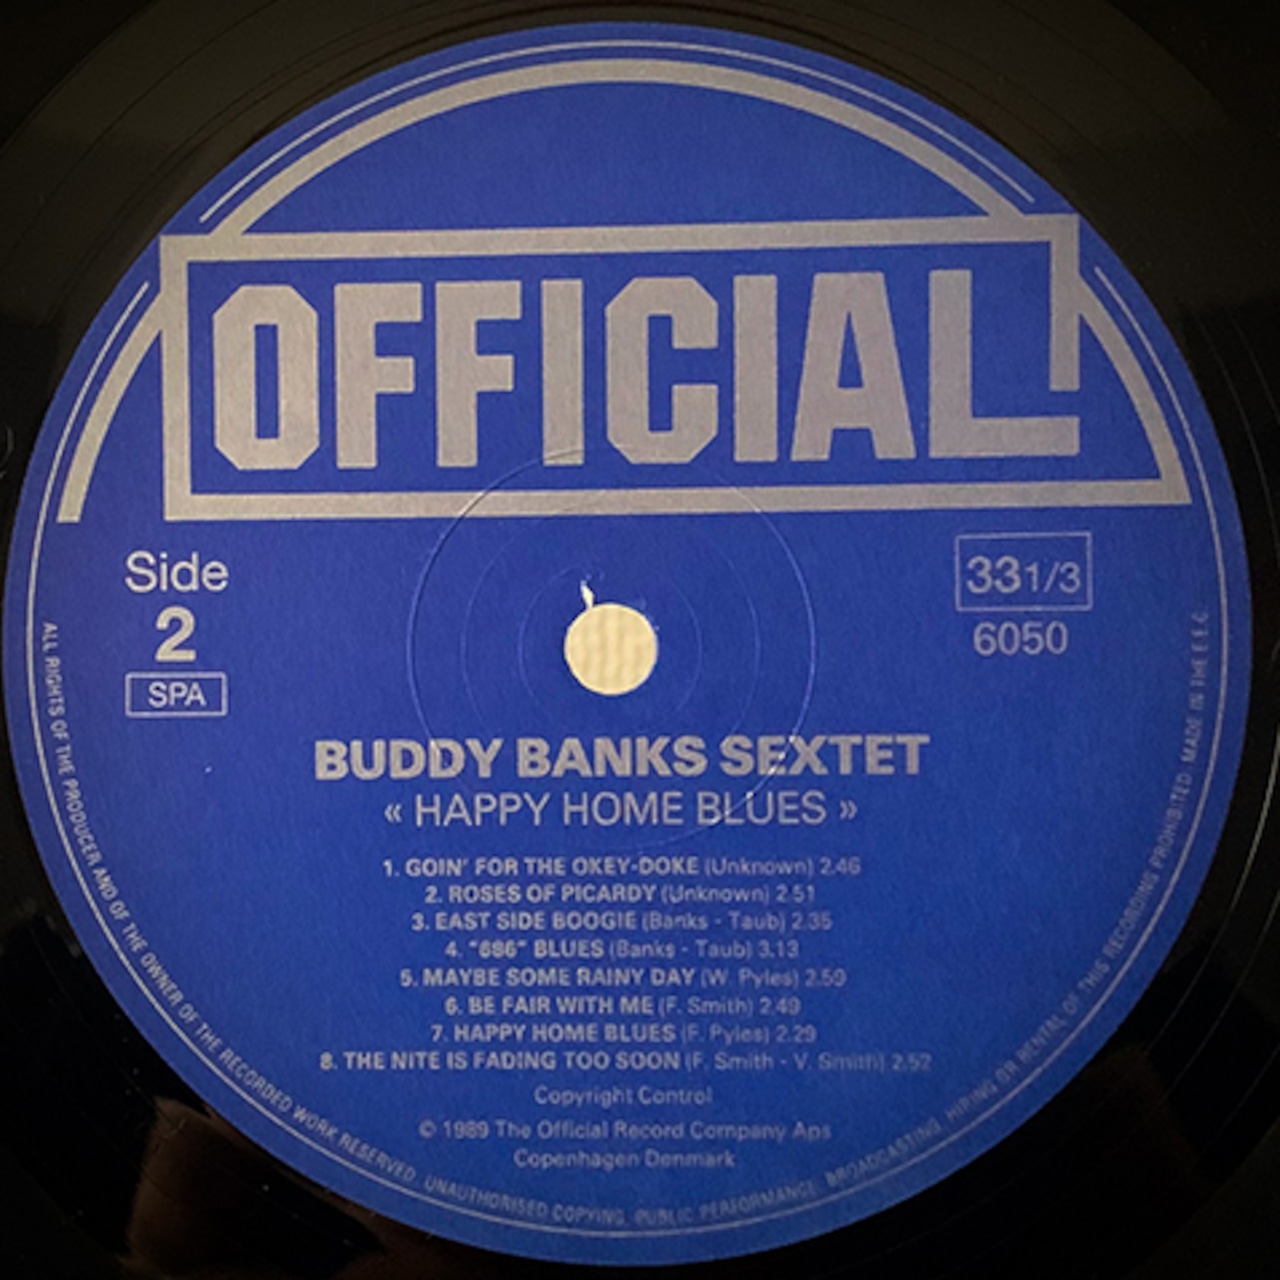 OFFICIAL
Side
2
SPA
33 1/3
6050
BUDDY BANKS SEXTET
« HAPPY HOME BLUES »
1. GOIN' FOR THE OKEY-DOKE (Unknown) 2.46
2. ROSES OF PICARDY (Unknown) 2.51
3. EAST SIDE BOOGIE (Banks - Taub) 2.35
4. "686" BLUES (Banks - Taub) 3.13
5. MAYBE SOME RAINY DAY (W. Pyles) 2.59
6. BE FAIR WITH ME (F. Smith) 2.49
7. HAPPY HOME BLUES (F. Pyles) 2.29
8. THE NITE IS FADING TOO SOON (F. Smith - V. Smith) 2.52
Copyright Control
© 1989 The Official Record Company Aps
Copenhagen Denmark
ALL RIGHTS OF THE PRODUCER AND OF THE OWNER OF THE RECORDED WORK RESERVED. UNAUTHORISED COPYING, PUBLIC PERFORMANCE, BROADCASTING, HIRING OR RENTAL OF THIS RECORDING PROHIBITED. MADE IN THE E.E.C